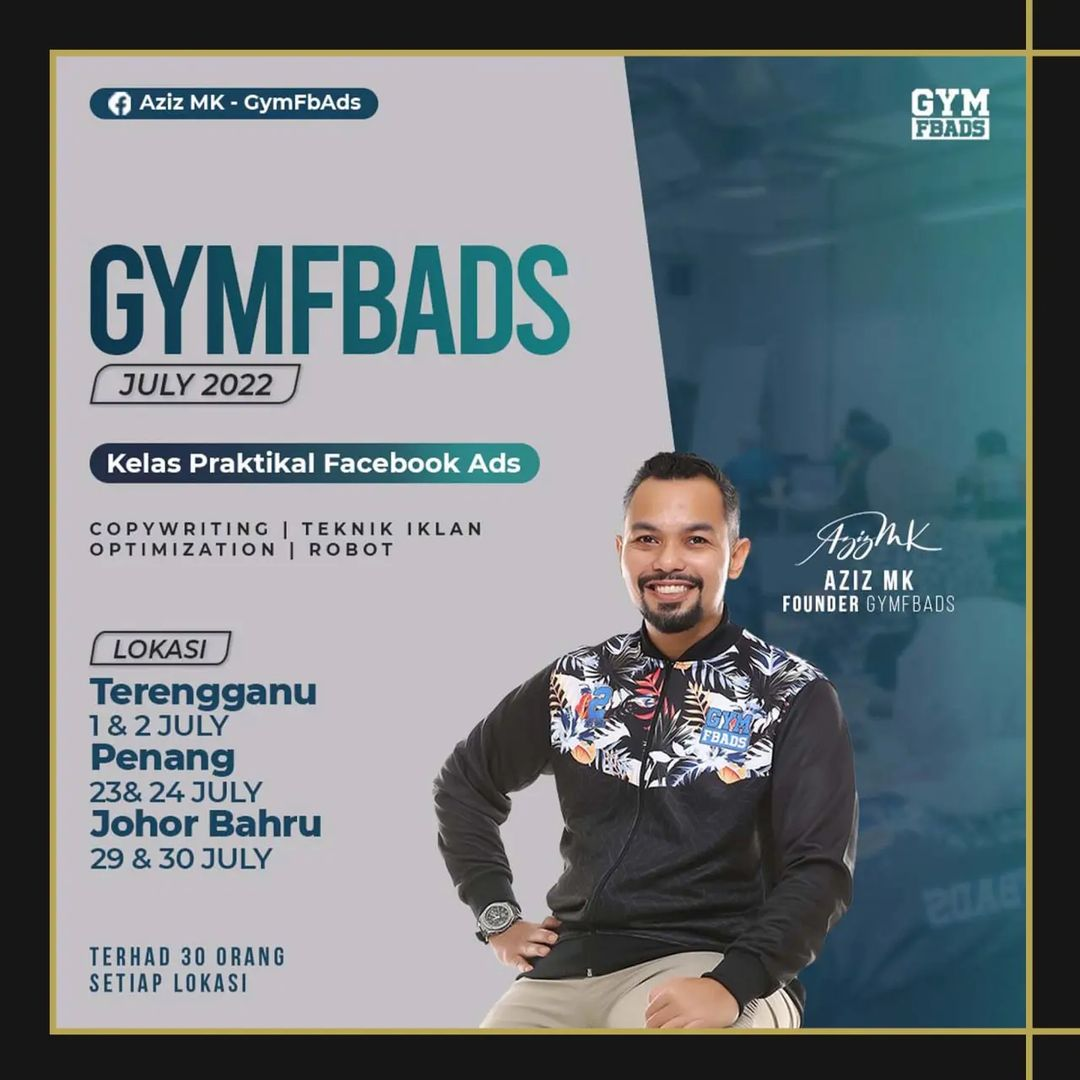 Aziz MK - GymFbAds
GYM
FBADS
GYMFBADS
JULY 2022
Kelas Praktikal Facebook Ads
COPYWRITING | TEKNIK IKLAN
OPTIMIZATION | ROBOT
AzizMK
AZIZ MK
FOUNDER GYMFBADS
LOKASI
Terengganu
1 & 2 JULY
Penang
23& 24 JULY
Johor Bahru
29 & 30 JULY
TERHAD 30 ORANG
SETIAP LOKASI
2
GYM
FBADS